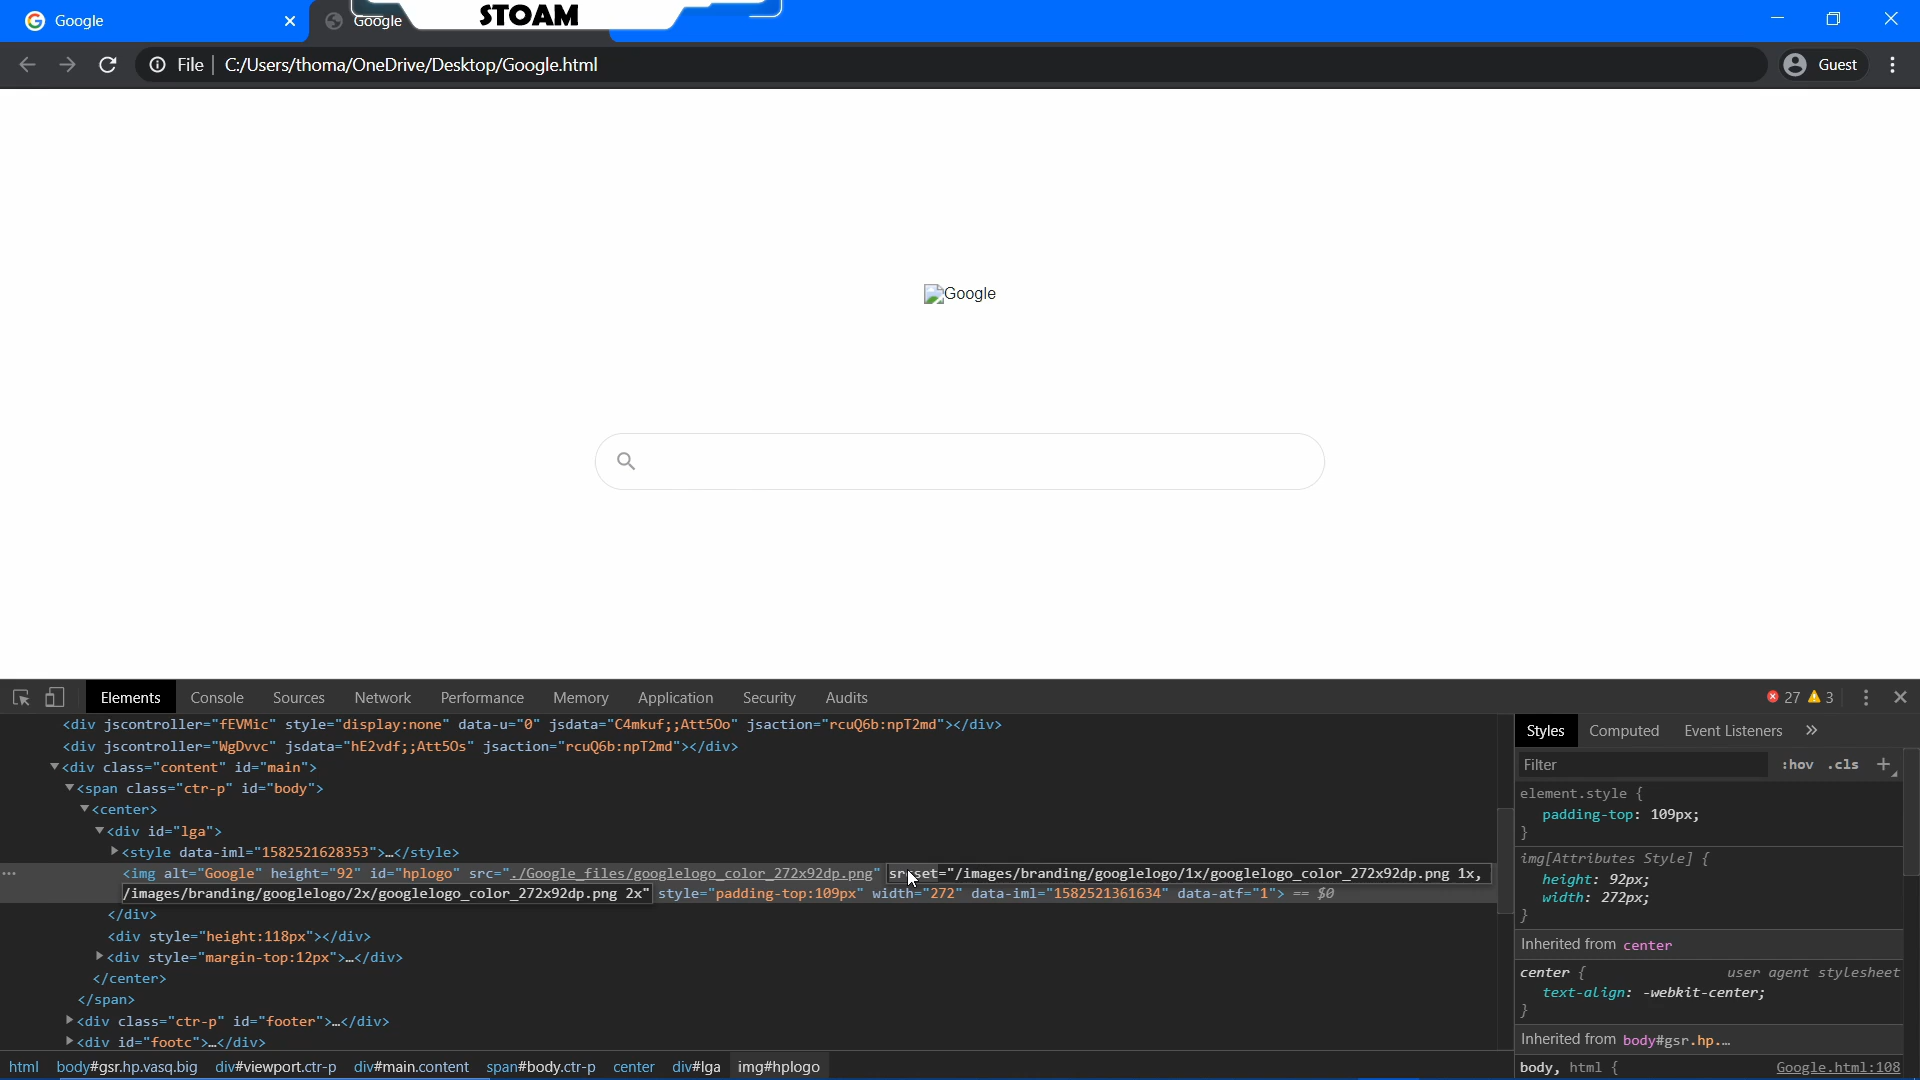 Google
Google
STOAM
File
C:/Users/thoma/OneDrive/Desktop/Google.html
Guest
Google
Elements Console Sources Network Performance Memory Application Security Audits
27 3
<div jscontroller="fEVMic" style="display:none" data-u="0" jsdata="C4mkuf;;Att5Oo" jsaction="rcuQ6b:npT2md"></div>
<div jscontroller="WgDvvc" jsdata="hE2vdf;;Att5Os" jsaction="rcuQ6b:npT2md"></div>
<div class="content" id="main">
<span class="ctr-p" id="body">
<center>
<div id="lga">
<style data-iml="1582521628353">…</style>
<img alt="Google" height="92" id="hplogo" src="./Google_files/googlelogo_color_272x92dp.png" srcset="/images/branding/googlelogo/1x/googlelogo_color_272x92dp.png 1x,
/images/branding/googlelogo/2x/googlelogo_color_272x92dp.png 2x" style="padding-top:109px" width="272" data-iml="1582521361634" data-atf="1"> == $0
</div>
<div style="height:118px"></div>
<div style="margin-top:12px">…</div>
</center>
</span>
<div class="ctr-p" id="footer">…</div>
<div id="footc">…</div>
html body#gsr.hp.vasq.big div#viewport.ctr-p div#main.content span#body.ctr-p center div#lga img#hplogo
Styles Computed Event Listeners »
Filter
:hov .cls +
element.style {
padding-top: 109px;
}
img[Attributes Style] {
height: 92px;
width: 272px;
}
Inherited from center
center { user agent stylesheet
text-align: -webkit-center;
}
Inherited from body#gsr.hp.…
body, html { Google.html:108